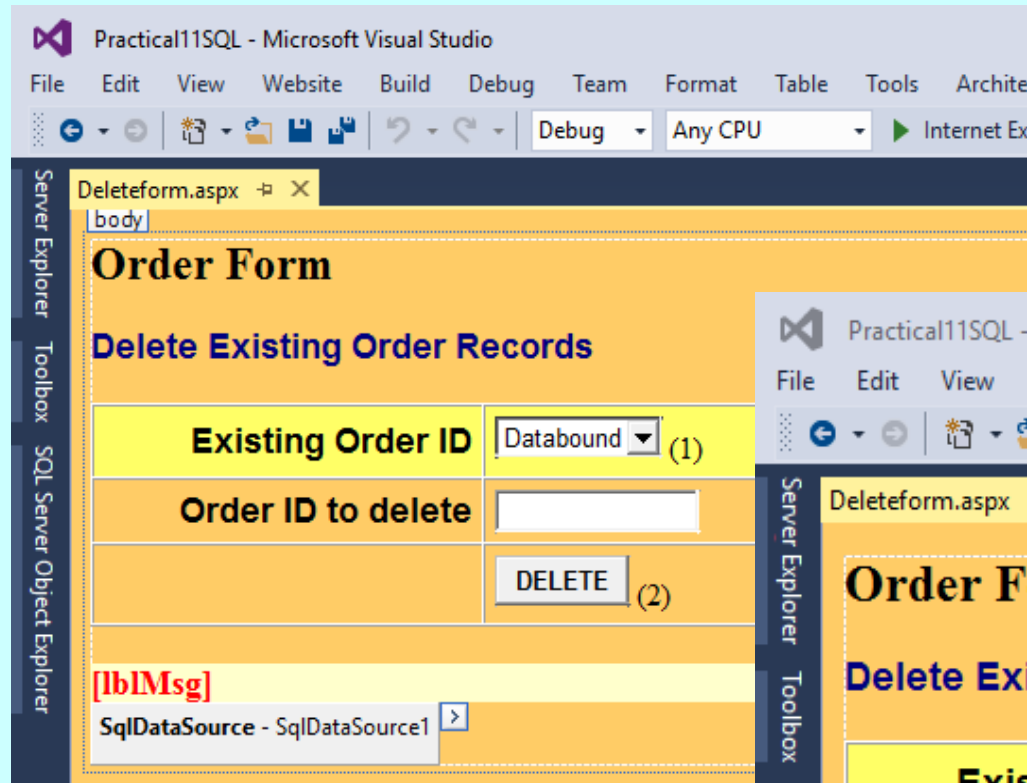 Practical11SQL - Microsoft Visual Studio
File Edit View Website Build Debug Team Format Table Tools Archite
Debug Any CPU Internet Ex
Server Explorer
Toolbox
SQL Server Object Explorer
Deleteform.aspx
body
Order Form
Delete Existing Order Records
Existing Order ID Databound (1)
Order ID to delete
DELETE (2)
[lblMsg]
SqlDataSource - SqlDataSource1
Practical11SQL -
File Edit View
Server Explorer
Toolbox
Deleteform.aspx
Order F
Delete Exi
Exis